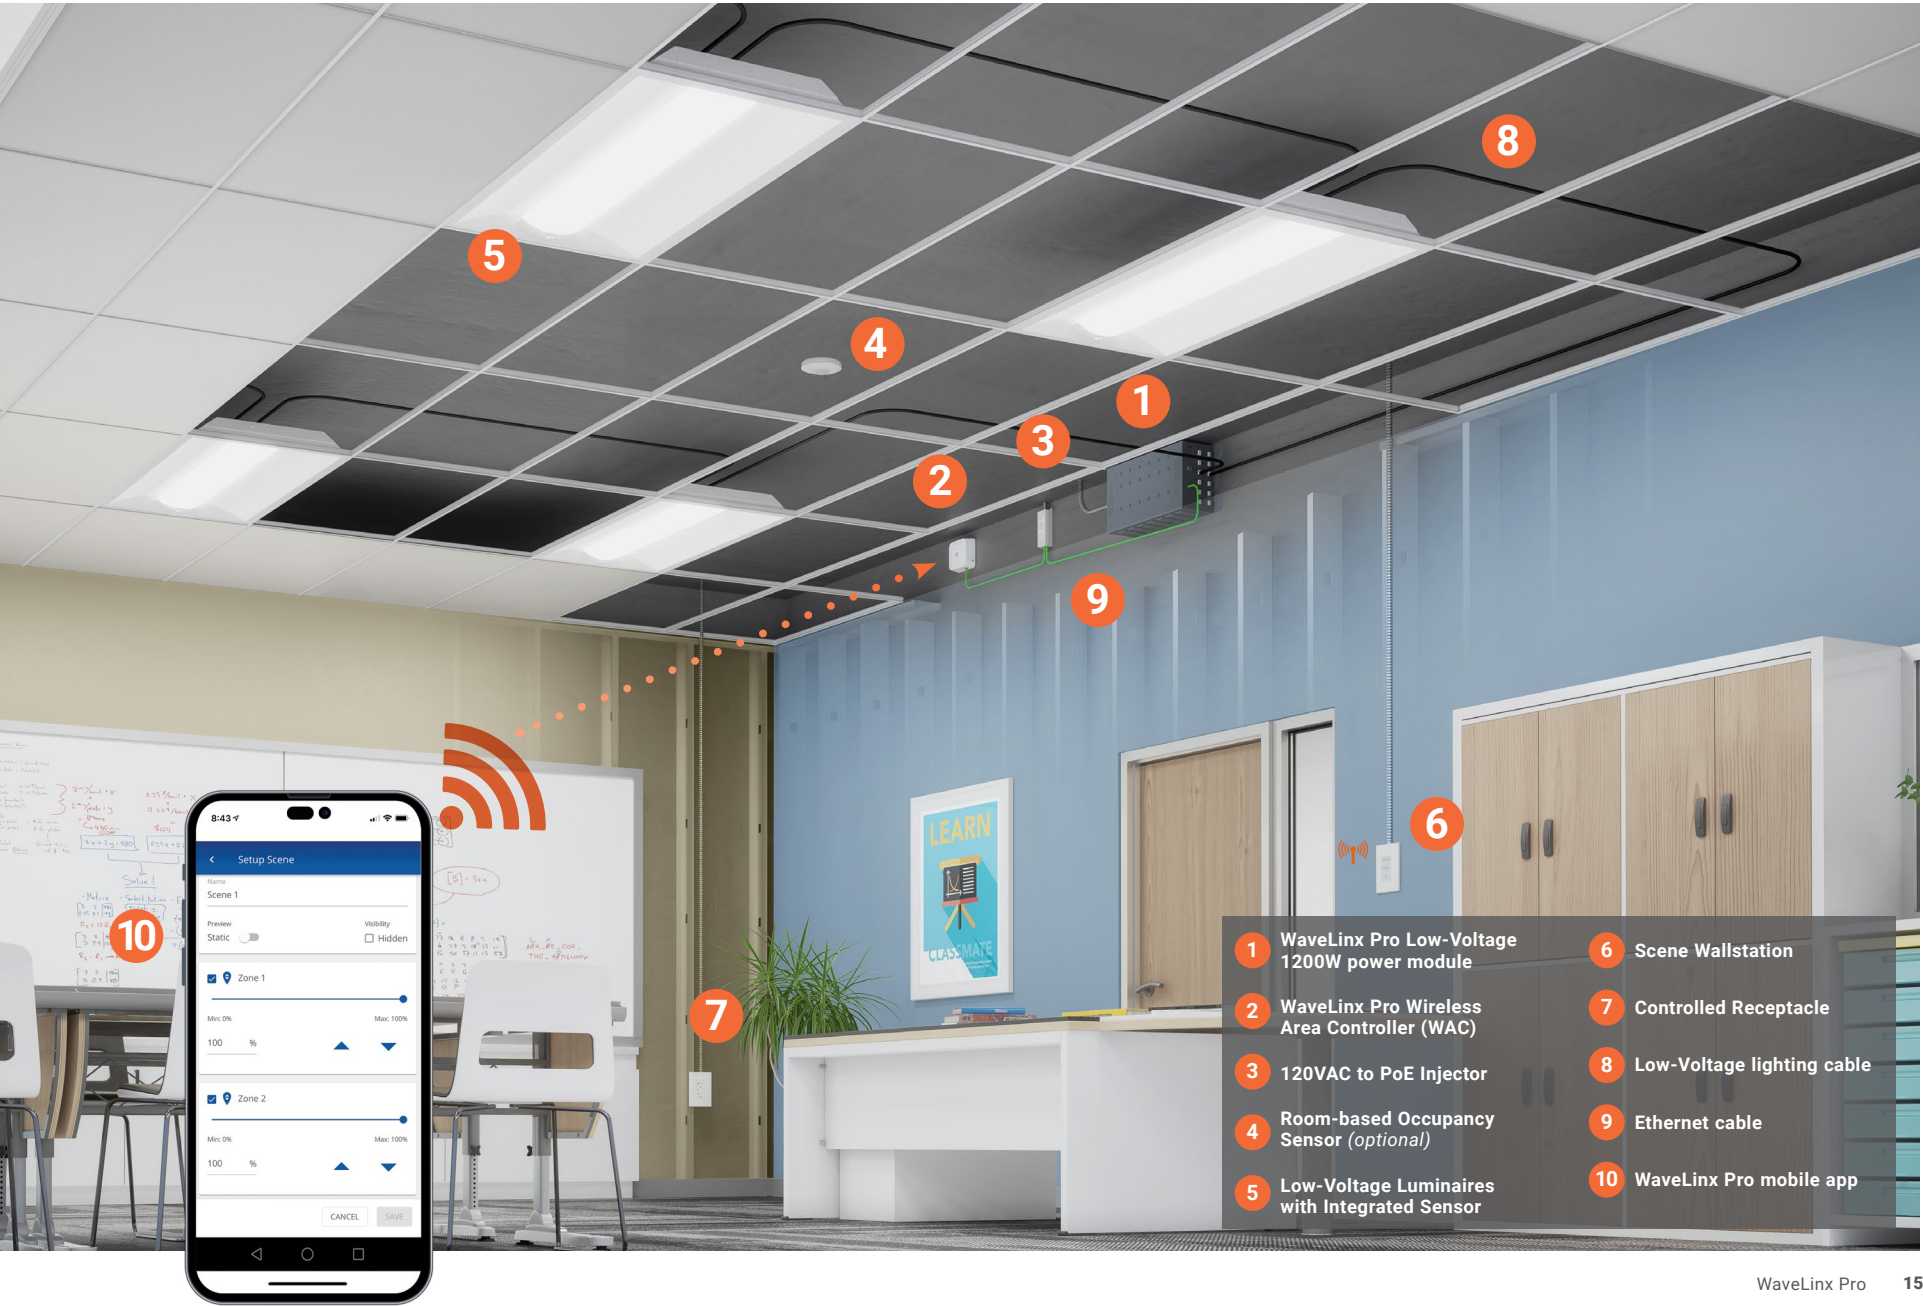 8
5
4
1
3
2
9
8:43
Setup Scene
Name
Scene 1
Preview
Static
Visibility
Hidden
Zone 1
Min: 0%
Max: 100%
100 %
Zone 2
Min: 0%
Max: 100%
100 %
CANCEL
SAVE
10
7
6
LEARN
CLASSMATE
1 WaveLinx Pro Low-Voltage
1200W power module
2 WaveLinx Pro Wireless
Area Controller (WAC)
3 120VAC to PoE Injector
4 Room-based Occupancy
Sensor (optional)
5 Low-Voltage Luminaires
with Integrated Sensor
6 Scene Wallstation
7 Controlled Receptacle
8 Low-Voltage lighting cable
9 Ethernet cable
10 WaveLinx Pro mobile app
WaveLinx Pro 15